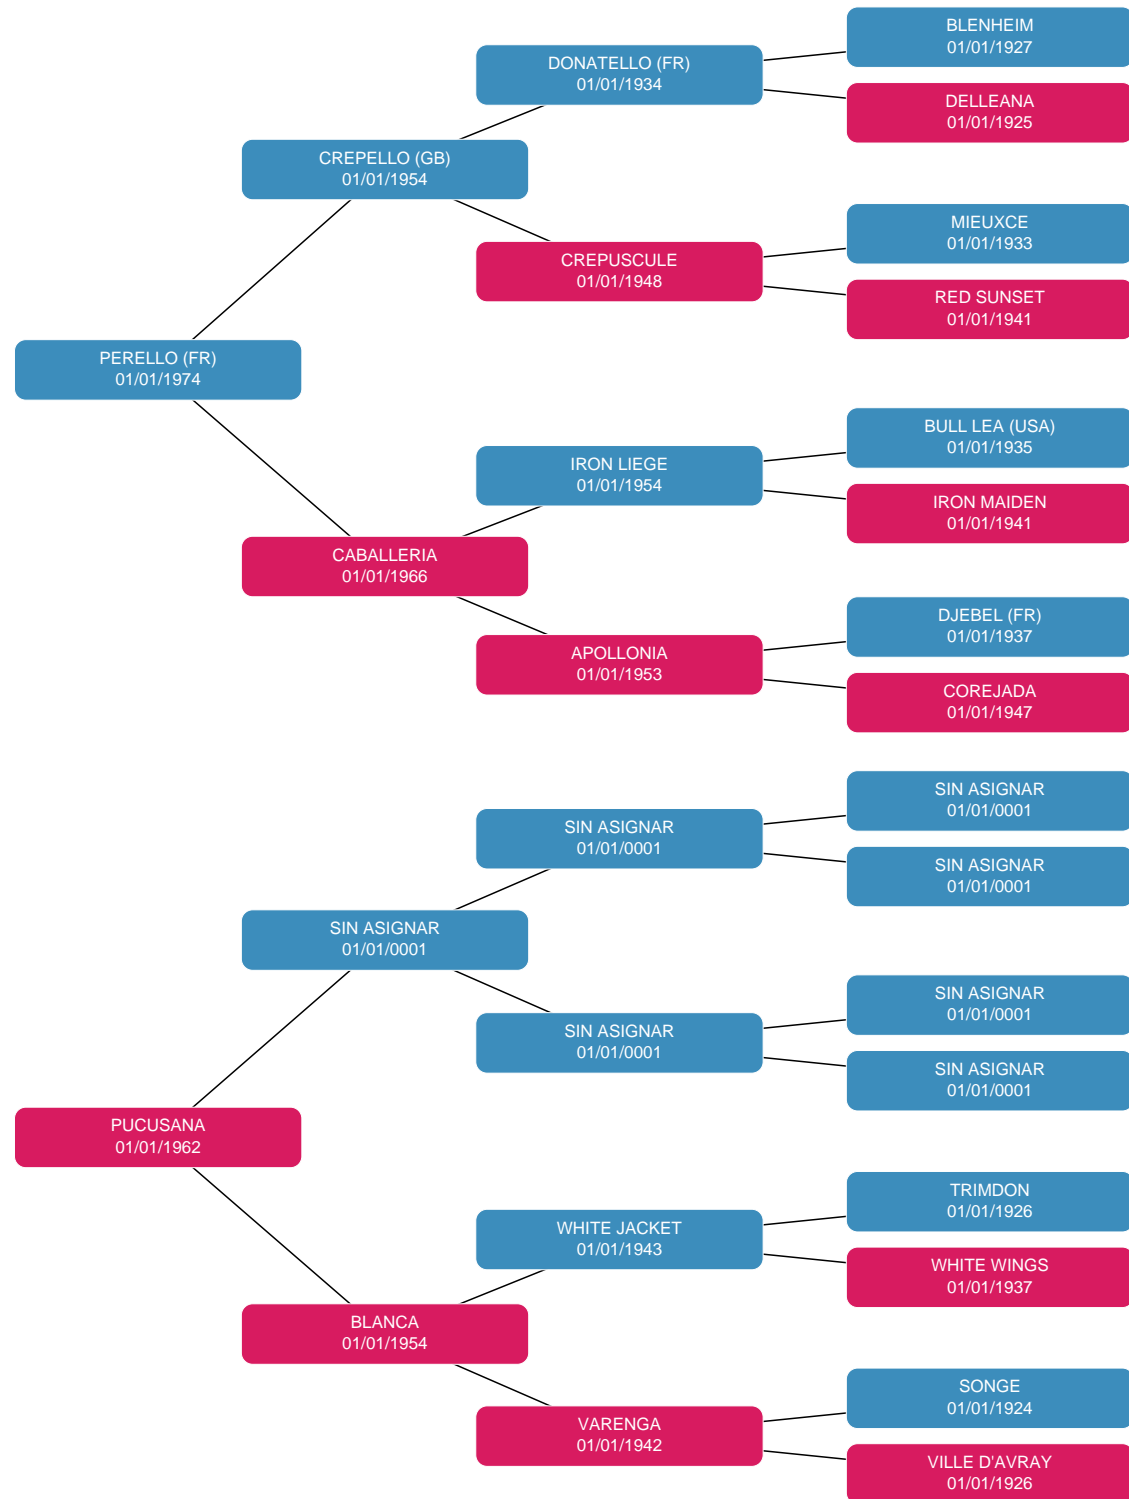 BLENHEIM
01/01/1927
DONATELLO (FR)
01/01/1934
DELLEANA
01/01/1925
CREPELLO (GB)
01/01/1954
MIEUXCE
01/01/1933
CREPUSCULE
01/01/1948
RED SUNSET
01/01/1941
PERELLO (FR)
01/01/1974
BULL LEA (USA)
01/01/1935
IRON LIEGE
01/01/1954
IRON MAIDEN
01/01/1941
CABALLERIA
01/01/1966
DJEBEL (FR)
01/01/1937
APOLLONIA
01/01/1953
COREJADA
01/01/1947
SIN ASIGNAR
01/01/0001
SIN ASIGNAR
01/01/0001
SIN ASIGNAR
01/01/0001
SIN ASIGNAR
01/01/0001
SIN ASIGNAR
01/01/0001
SIN ASIGNAR
01/01/0001
SIN ASIGNAR
01/01/0001
PUCUSANA
01/01/1962
TRIMDON
01/01/1926
WHITE JACKET
01/01/1943
WHITE WINGS
01/01/1937
BLANCA
01/01/1954
SONGE
01/01/1924
VARENGA
01/01/1942
VILLE D'AVRAY
01/01/1926